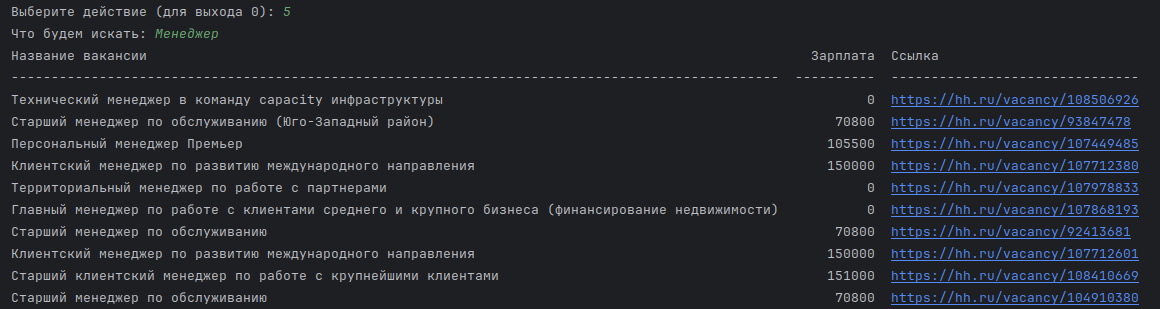 Выберите действие (для выхода 0): 5
Что будем искать: Менеджер
Название вакансии Зарплата Ссылка
------------------------------------------------------------------------------------------------ ---------- -------------------------------
Технический менеджер в команду capacity инфраструктуры 0 https://hh.ru/vacancy/108506926
Старший менеджер по обслуживанию (Юго-Западный район) 70800 https://hh.ru/vacancy/93847478
Персональный менеджер Премьер 105500 https://hh.ru/vacancy/107449485
Клиентский менеджер по развитию международного направления 150000 https://hh.ru/vacancy/107712380
Территориальный менеджер по работе с партнерами 0 https://hh.ru/vacancy/107978833
Главный менеджер по работе с клиентами среднего и крупного бизнеса (финансирование недвижимости) 0 https://hh.ru/vacancy/107868193
Старший менеджер по обслуживанию 70800 https://hh.ru/vacancy/92413681
Клиентский менеджер по развитию международного направления 150000 https://hh.ru/vacancy/107712601
Старший клиентский менеджер по работе с крупнейшими клиентами 151000 https://hh.ru/vacancy/108410669
Старший менеджер по обслуживанию 70800 https://hh.ru/vacancy/104910380